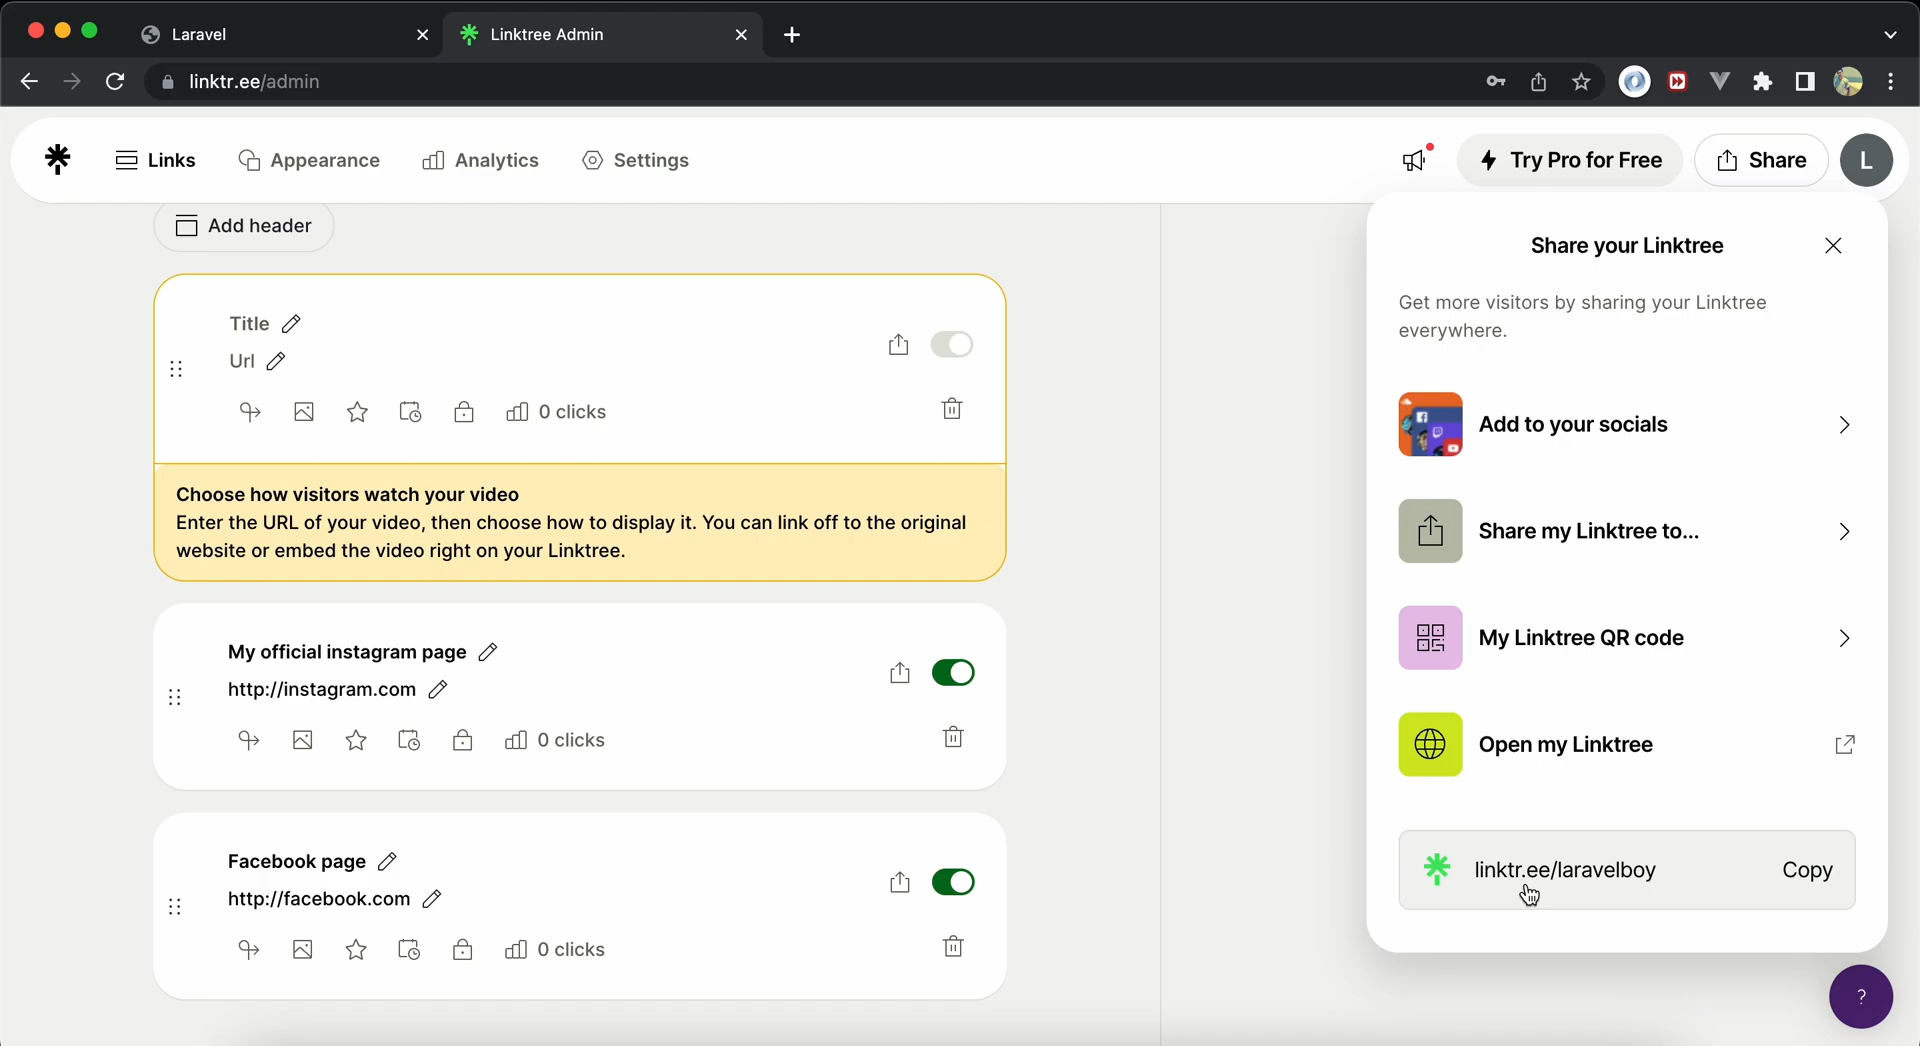 Laravel
Linktree Admin
linktr.ee/admin
Links
Appearance
Analytics
Settings
Try Pro for Free
Share
L
Add header
Title
Url
0 clicks
Choose how visitors watch your video
Enter the URL of your video, then choose how to display it. You can link off to the original
website or embed the video right on your Linktree.
My official instagram page
http://instagram.com
0 clicks
Facebook page
http://facebook.com
0 clicks
Share your Linktree
Get more visitors by sharing your Linktree
everywhere.
Add to your socials
Share my Linktree to...
My Linktree QR code
Open my Linktree
linktr.ee/laravelboy
Copy
?